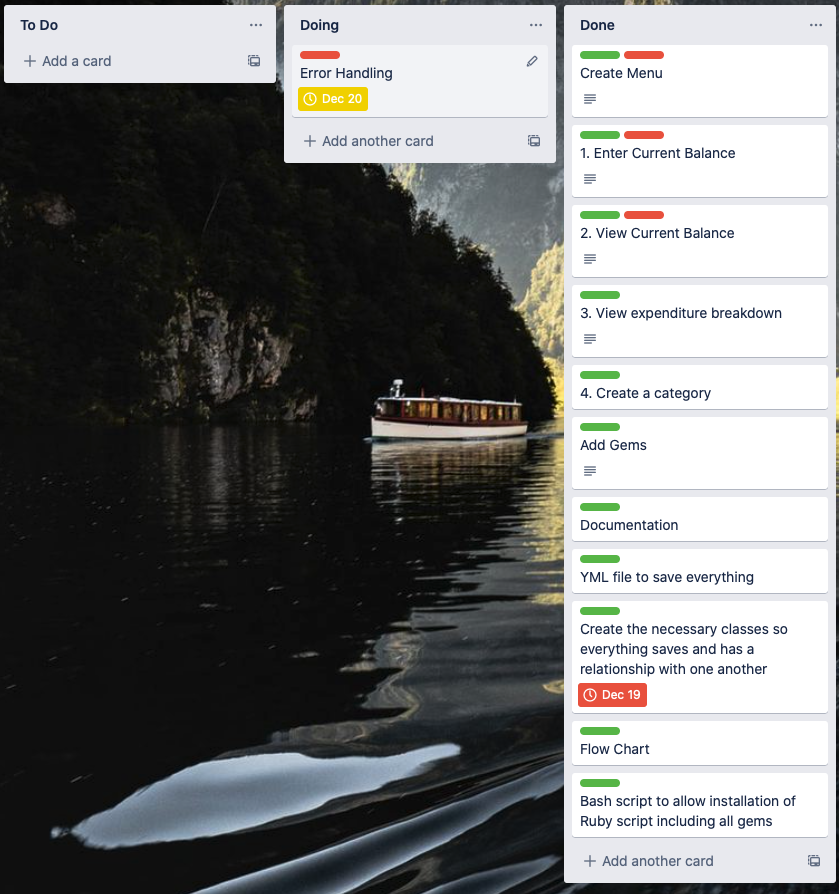 To Do
Add a card
Doing
Error Handling
Dec 20
Add another card
Done
Create Menu
1. Enter Current Balance
2. View Current Balance
3. View expenditure breakdown
4. Create a category
Add Gems
Documentation
YML file to save everything
Create the necessary classes so
everything saves and has a
relationship with one another
Dec 19
Flow Chart
Bash script to allow installation of
Ruby script including all gems
Add another card